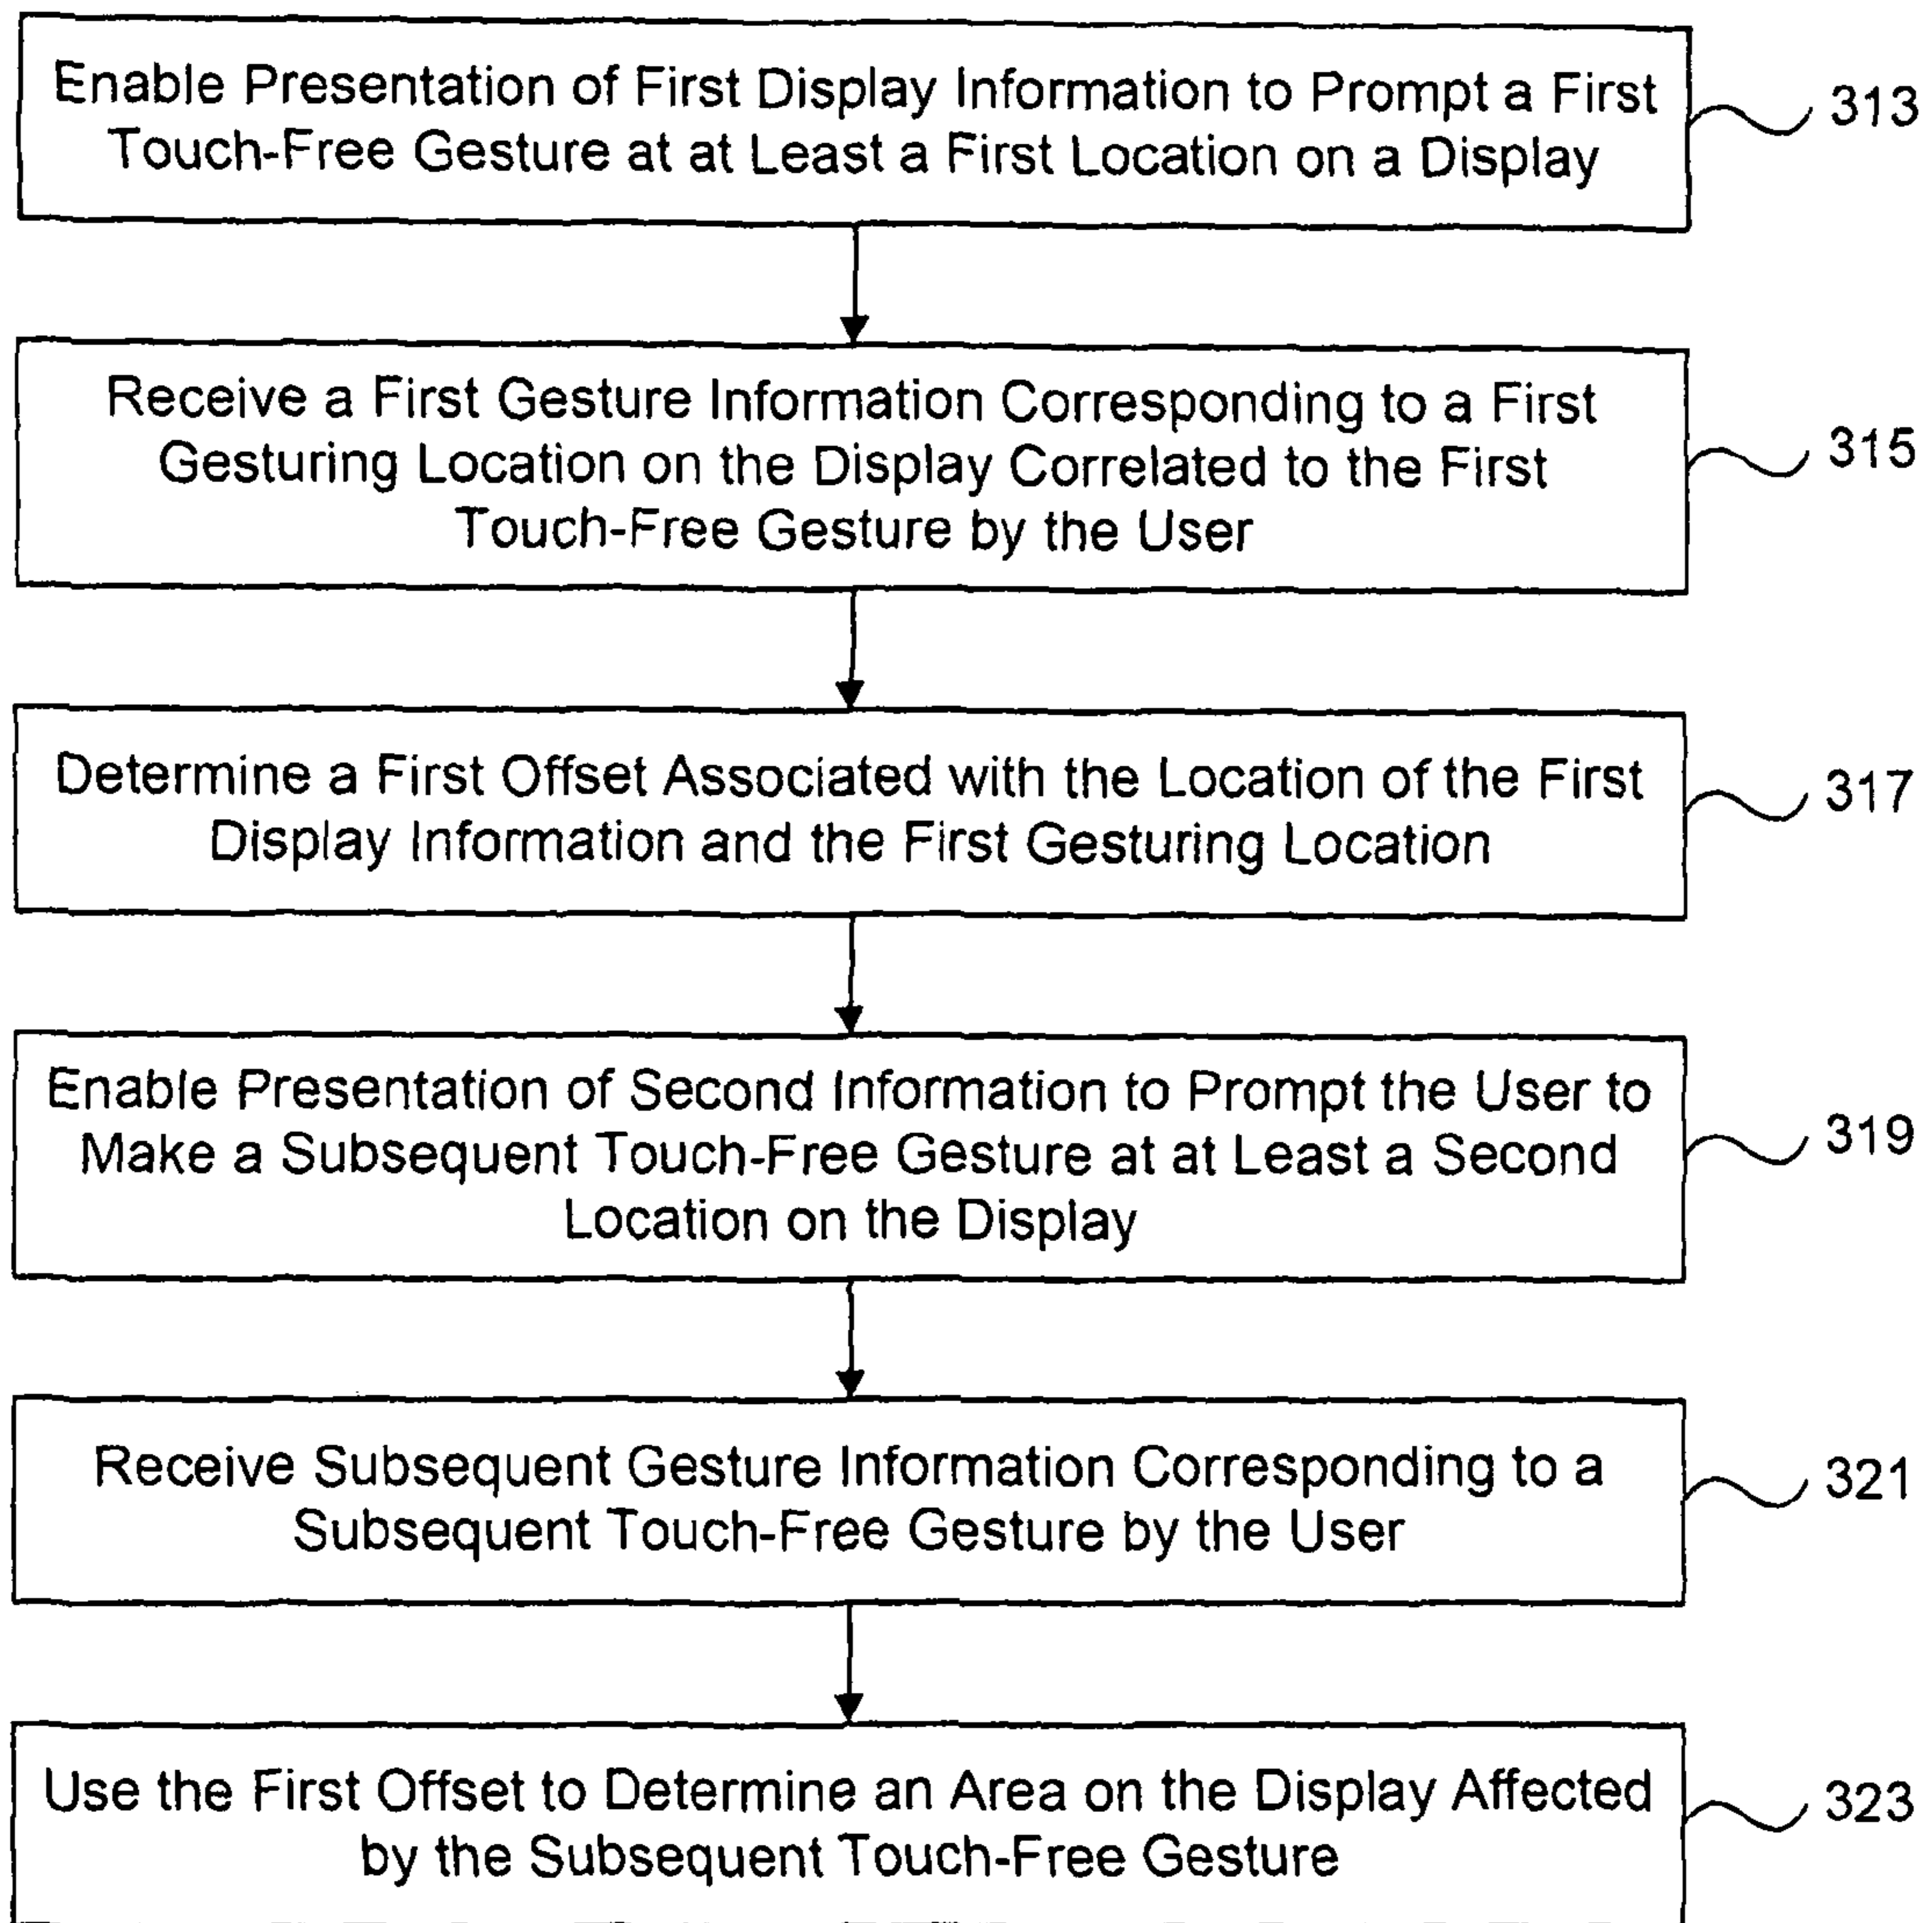 Enable Presentation of First Display Information to Prompt a First
Touch-Free Gesture at at Least a First Location on a Display
313
Receive a First Gesture Information Corresponding to a First
Gesturing Location on the Display Correlated to the First
Touch-Free Gesture by the User
315
Determine a First Offset Associated with the Location of the First
Display Information and the First Gesturing Location
317
Enable Presentation of Second Information to Prompt the User to
Make a Subsequent Touch-Free Gesture at at Least a Second
Location on the Display
319
Receive Subsequent Gesture Information Corresponding to a
Subsequent Touch-Free Gesture by the User
321
Use the First Offset to Determine an Area on the Display Affected
by the Subsequent Touch-Free Gesture
323